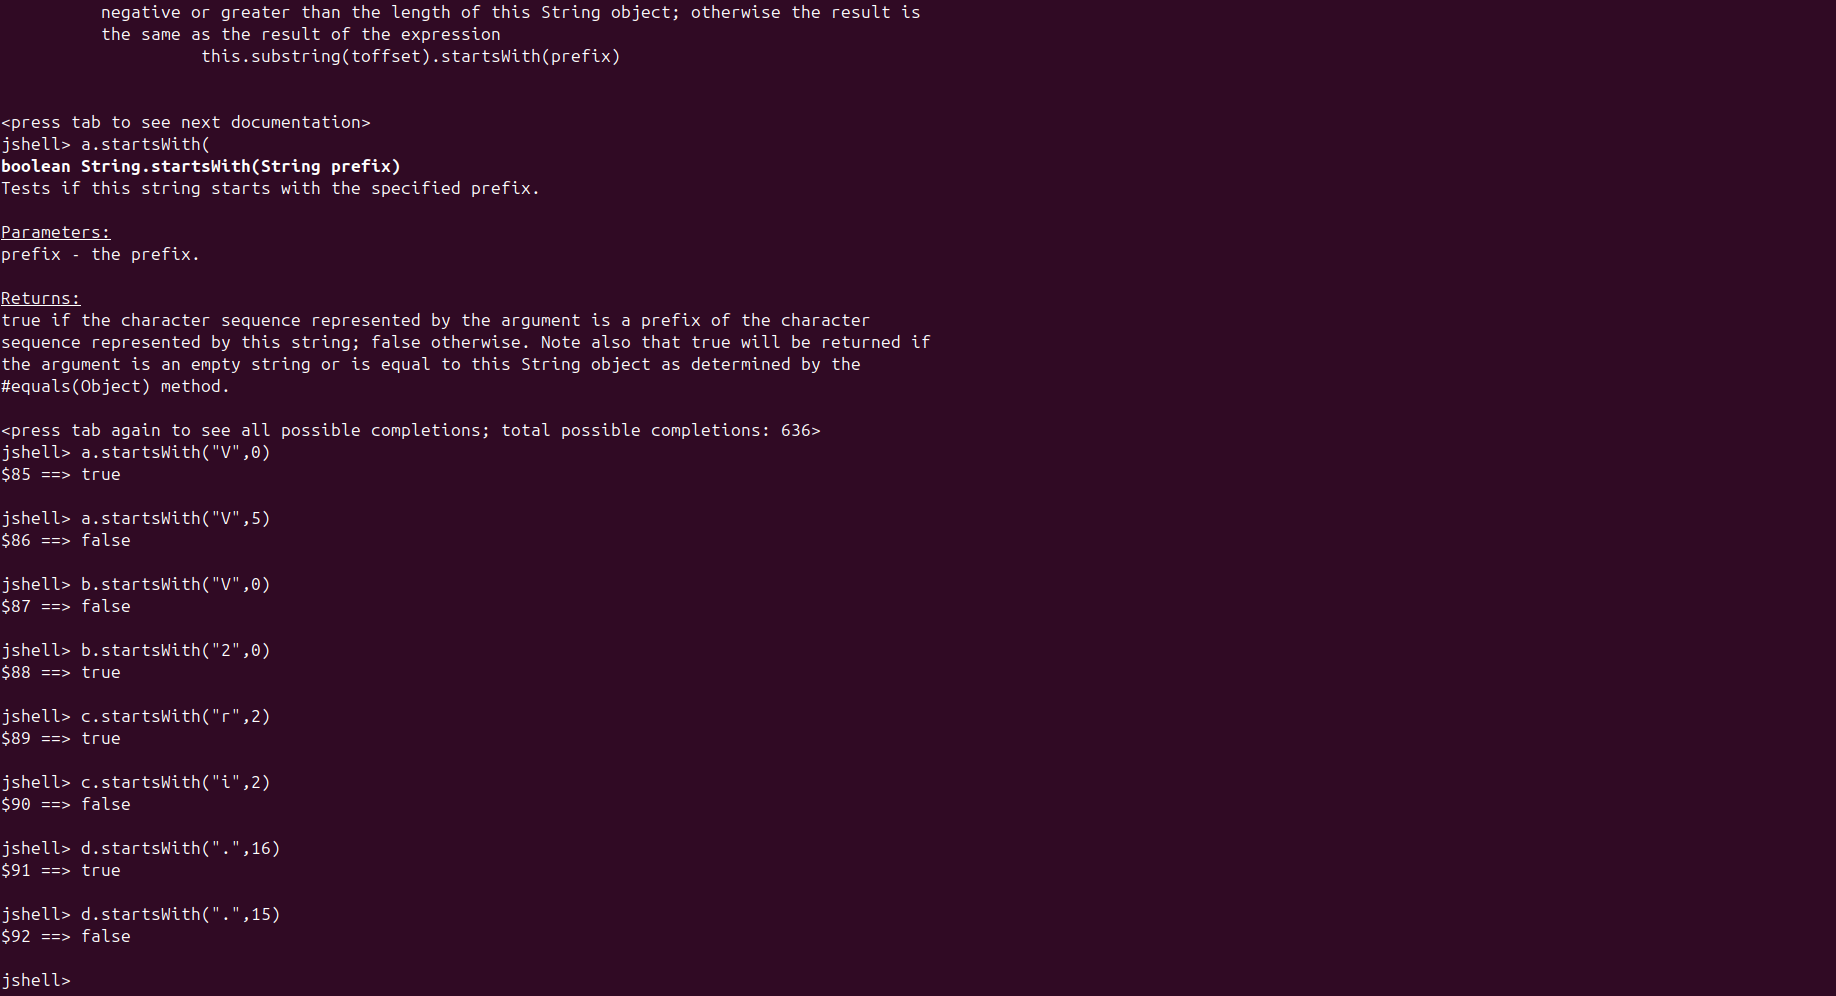 negative or greater than the length of this String object; otherwise the result is
the same as the result of the expression
this.substring(toffset).startsWith(prefix)
<press tab to see next documentation>
jshell> a.startsWith(
boolean String.startsWith(String prefix)
Tests if this string starts with the specified prefix.
Parameters:
prefix - the prefix.
Returns:
true if the character sequence represented by the argument is a prefix of the character
sequence represented by this string; false otherwise. Note also that true will be returned if
the argument is an empty string or is equal to this String object as determined by the
#equals(Object) method.
<press tab again to see all possible completions; total possible completions: 636>
jshell> a.startsWith("V",0)
$85 ==> true
jshell> a.startsWith("V",5)
$86 ==> false
jshell> b.startsWith("V",0)
$87 ==> false
jshell> b.startsWith("2",0)
$88 ==> true
jshell> c.startsWith("r",2)
$89 ==> true
jshell> c.startsWith("i",2)
$90 ==> false
jshell> d.startsWith(".",16)
$91 ==> true
jshell> d.startsWith(".",15)
$92 ==> false
jshell>